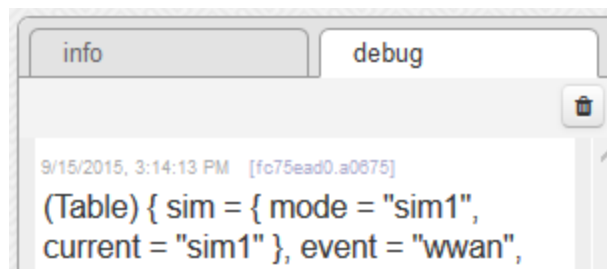 info debug
9/15/2015, 3:14:13 PM [fc75ead0.a0675]
(Table) { sim = { mode = "sim1",
current = "sim1" }, event = "wwan",